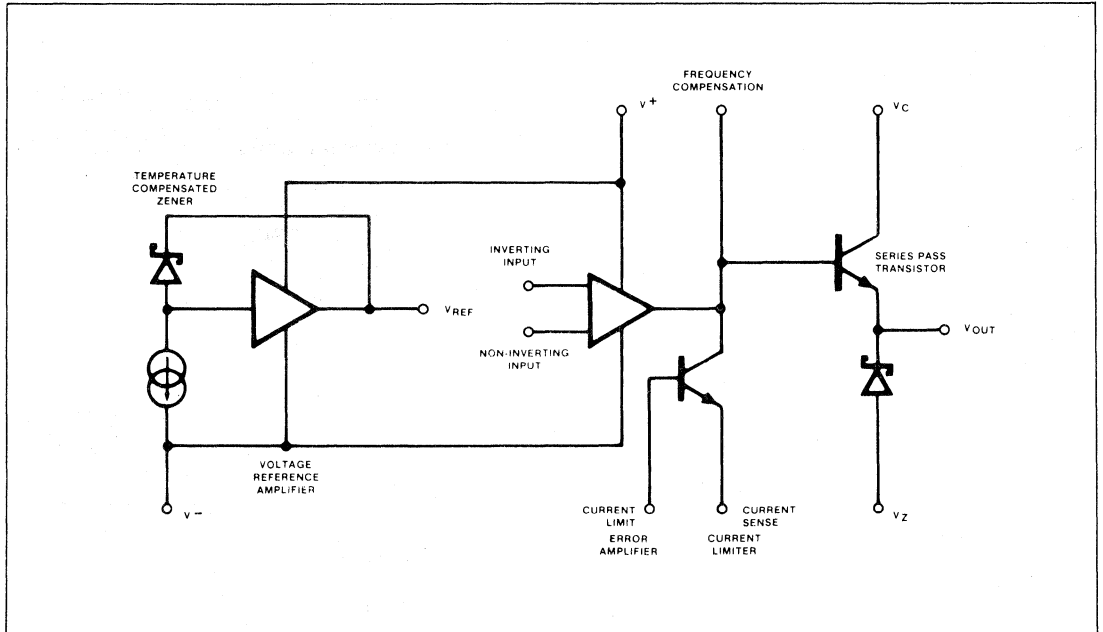 FREQUENCY
COMPENSATION
V+
VC
TEMPERATURE
COMPENSATED
ZENER
INVERTING
INPUT
SERIES PASS
TRANSISTOR
VREF
VOUT
NON-INVERTING
INPUT
VOLTAGE
REFERENCE
AMPLIFIER
V-
CURRENT
LIMIT
ERROR
AMPLIFIER
CURRENT
SENSE
CURRENT
LIMITER
VZ